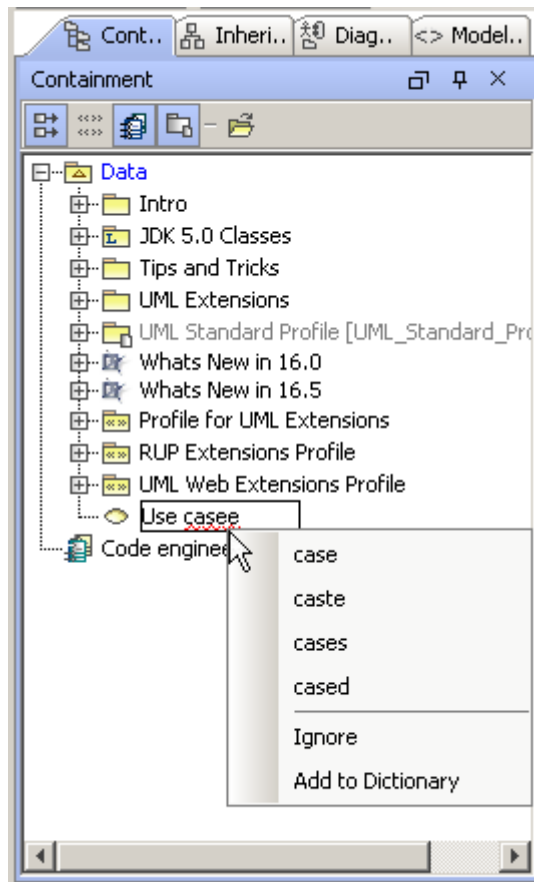 Cont.. Inheri.. Diag.. <> Model..
Containment
Data
Intro
JDK 5.0 Classes
Tips and Tricks
UML Extensions
UML Standard Profile [UML_Standard_Pr
Whats New in 16.0
Whats New in 16.5
Profile for UML Extensions
RUP Extensions Profile
UML Web Extensions Profile
Use casee
Code enginee
case
caste
cases
cased
Ignore
Add to Dictionary